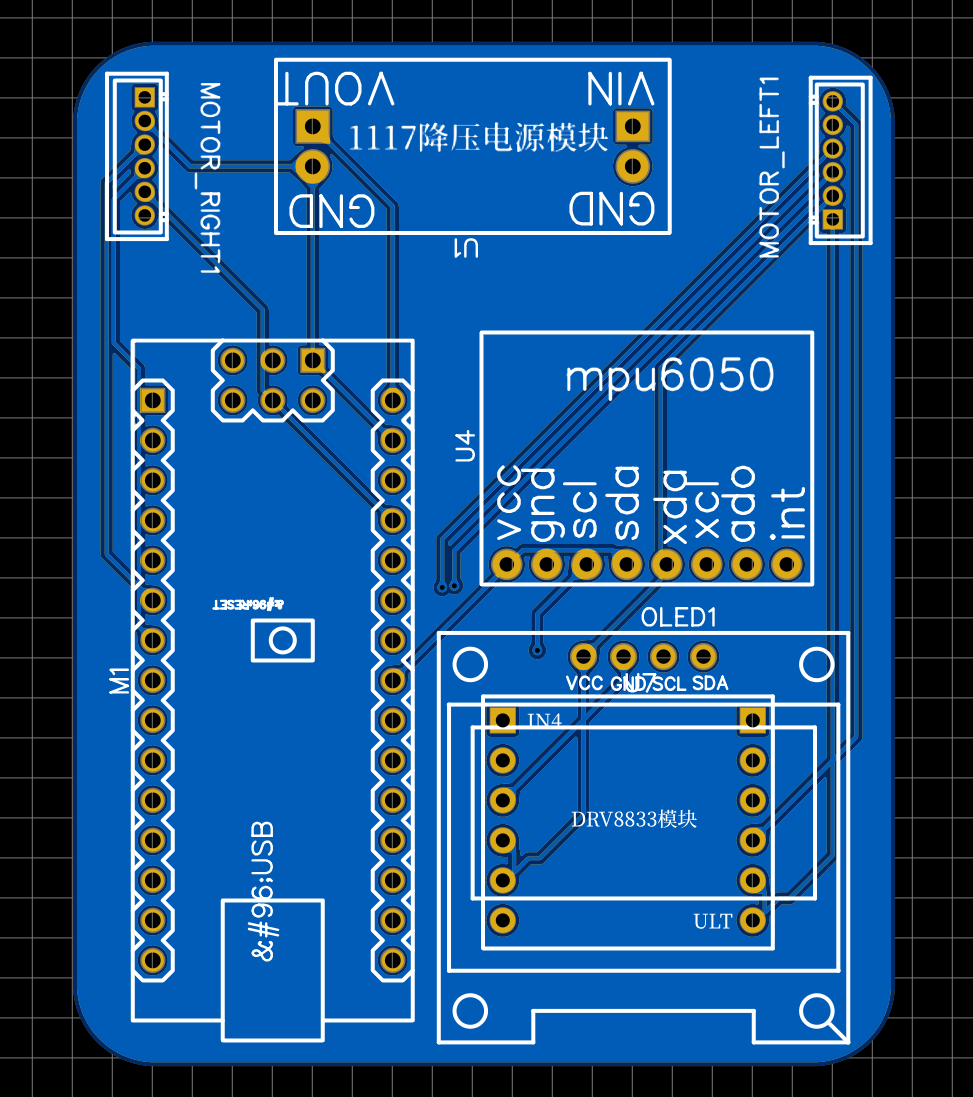 VOUT
VIN
1117降压电源模块
GND
GND
U1
MOTOR_RIGHT1
MOTOR_LEFT1
mpu6050
U4
vcc
gnd
scl
sda
xda
xcl
ado
int
&#96;RESET
OLED1
M1
VCC GND SCL SDA
U7
IN4
DRV8833模块
&#96;USB
ULT